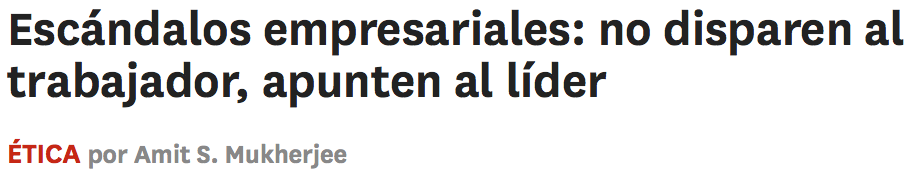 Escándalos empresariales: no disparen al
trabajador, apunten al líder
ÉTICA por Amit S. Mukherjee